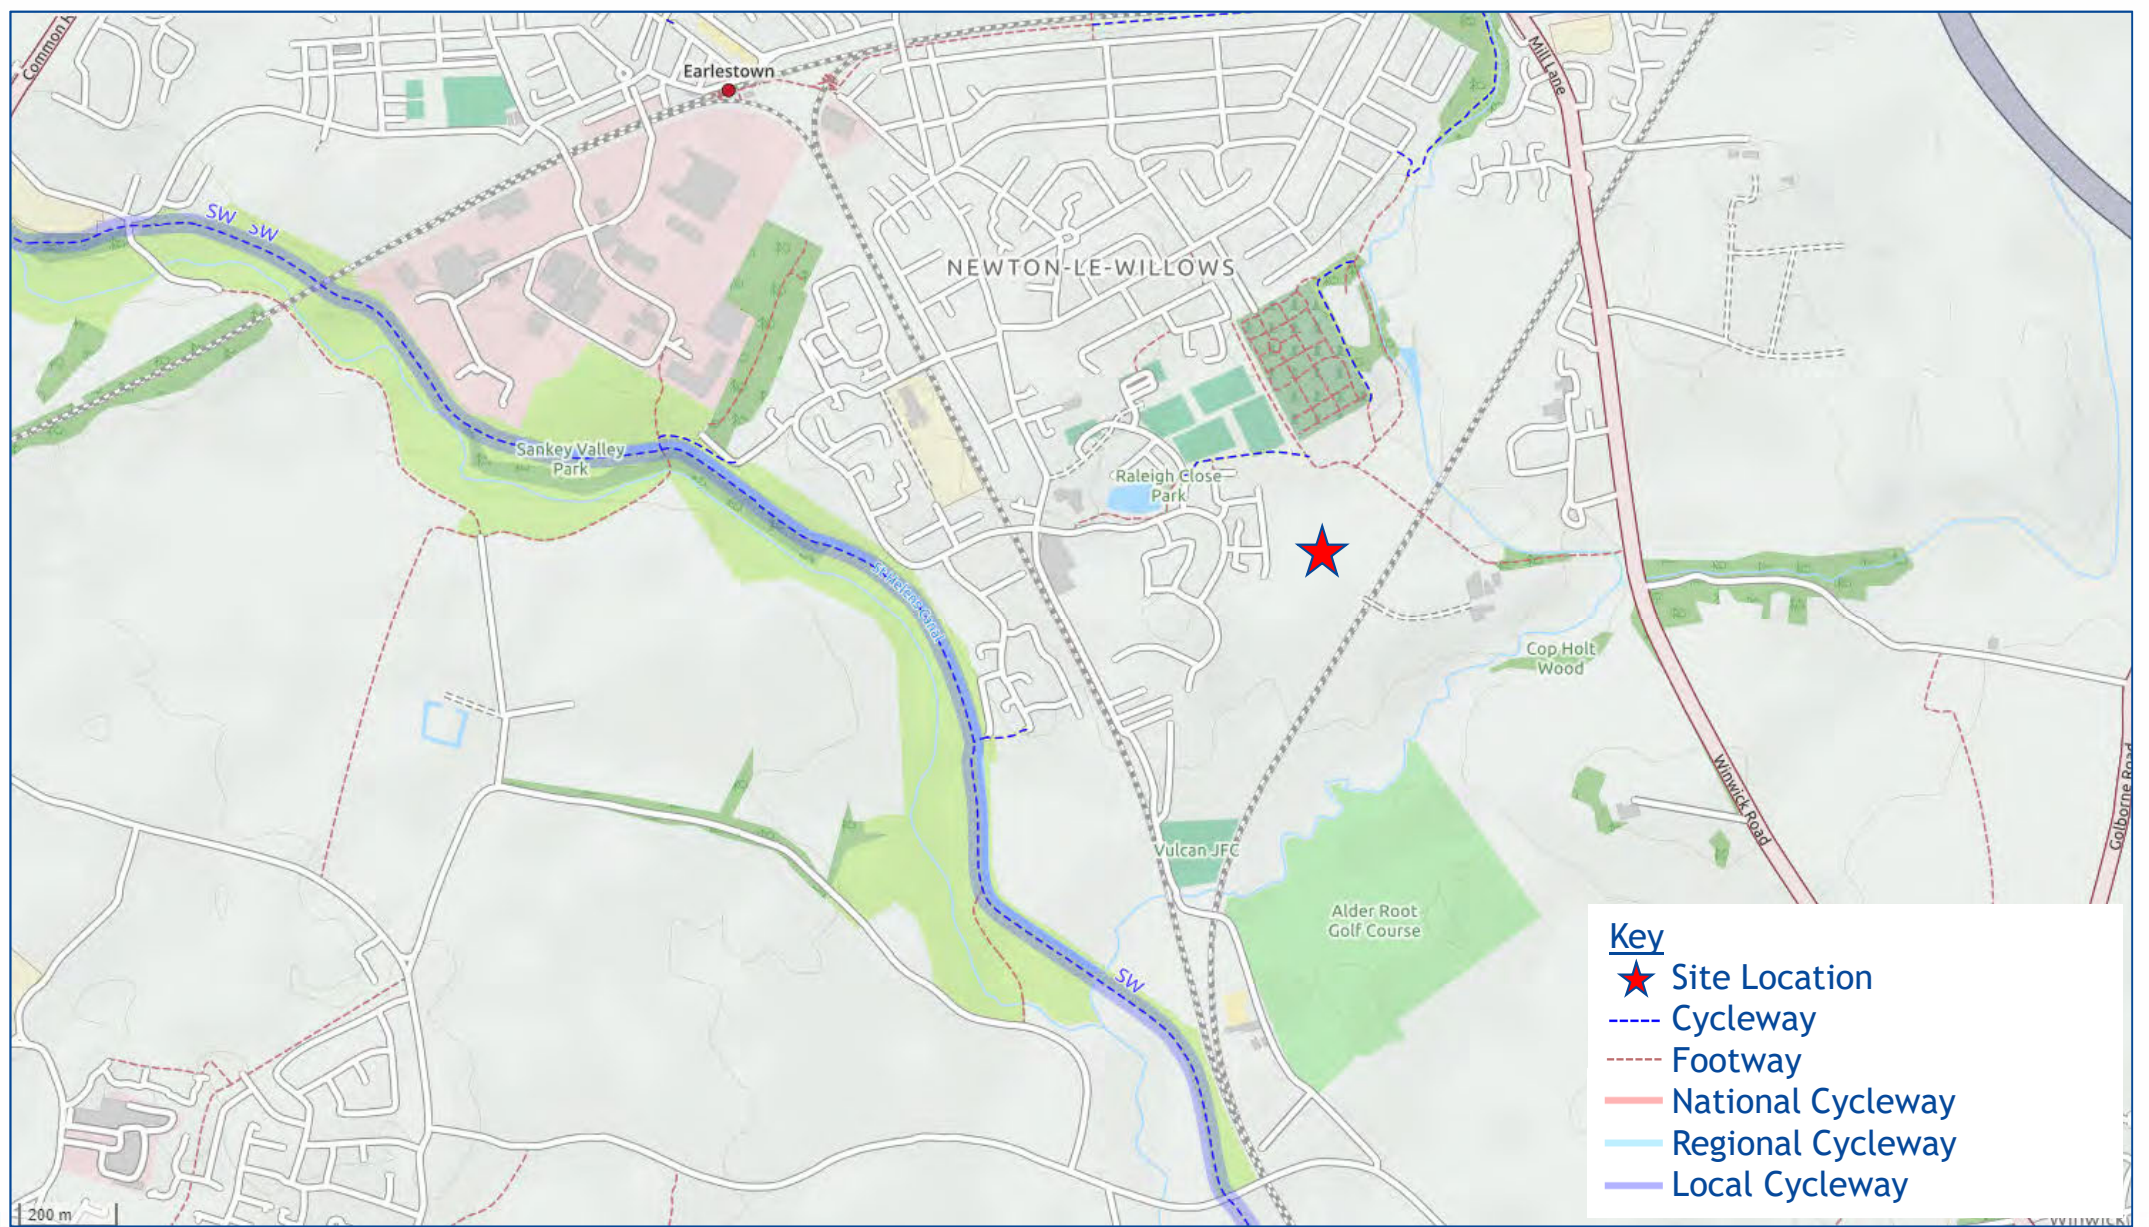 Common R
Earlestown
Mill Lane
SW
SW
NEWTON-LE-WILLOWS
Sankey Valley
Park
Raleigh Close
Park
St Helens Canal
Cop Holt
Wood
Winwick Road
Golborne Road
Vulcan JFC
Alder Root
Golf Course
SW
Key
Site Location
Cycleway
Footway
National Cycleway
Regional Cycleway
Local Cycleway
200 m